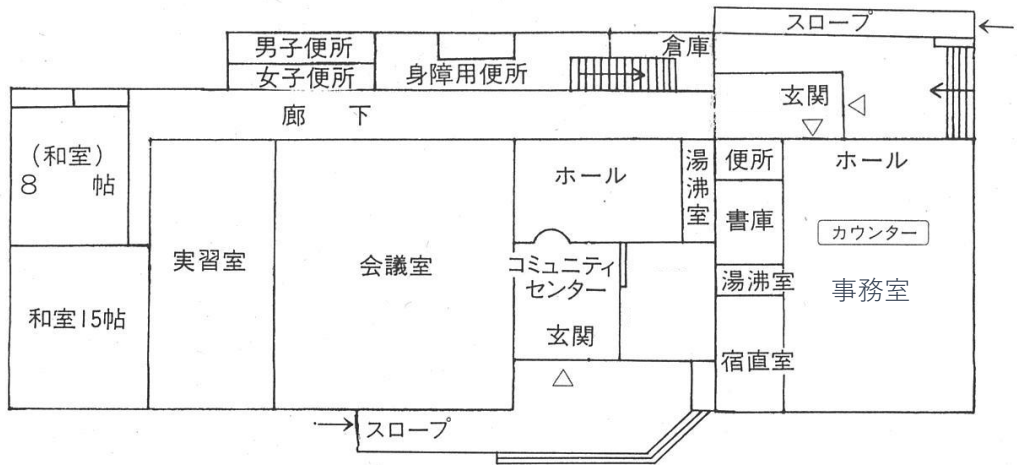 スロープ
男子便所
倉庫
女子便所
身障用便所
玄関
廊　下
(和室)
8　帖
ホール
湯沸室
便所
ホール
書庫
カウンター
実習室
会議室
コミュニティ
センター
湯沸室
事務室
和室15帖
玄関
宿直室
スロープ